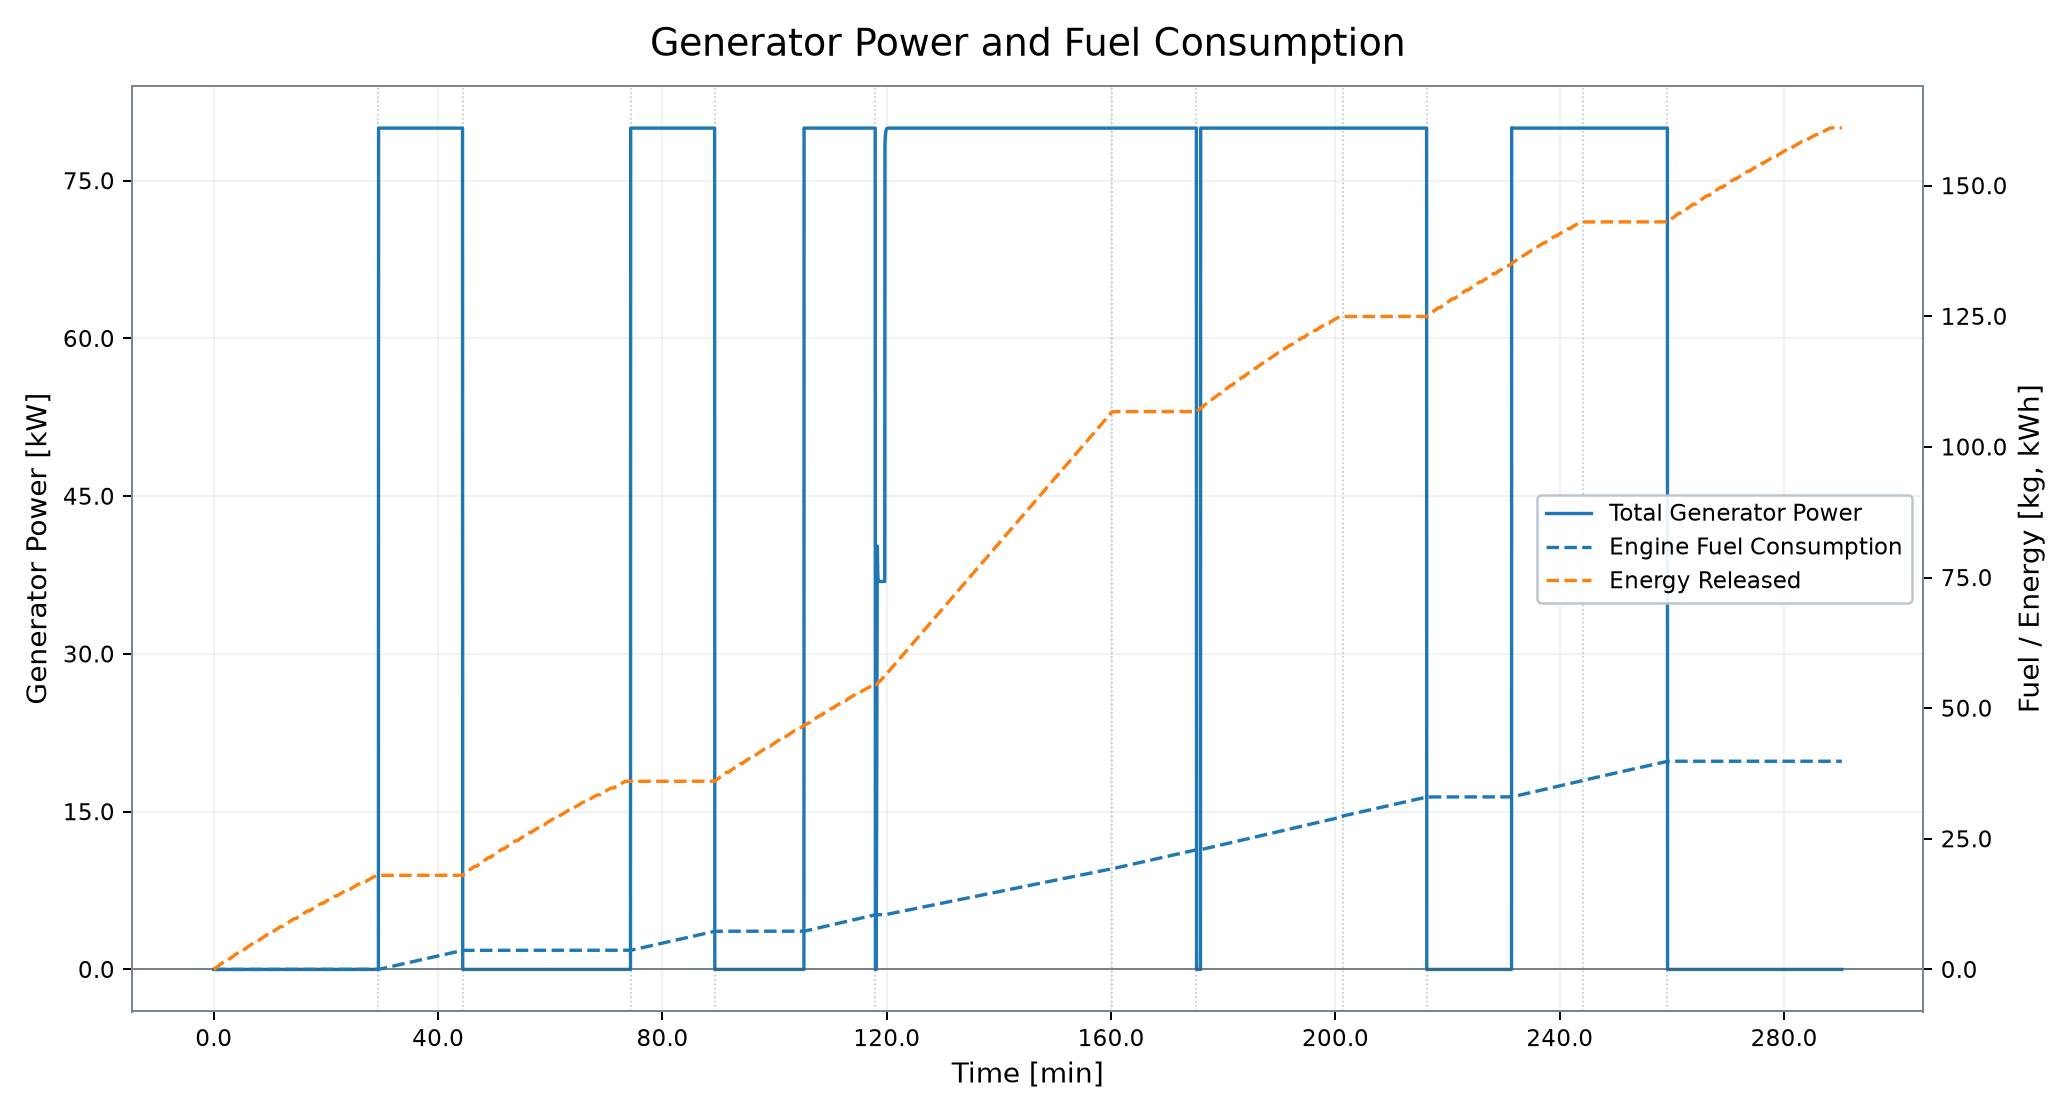 Generator Power and Fuel Consumption
Generator Power [kW]
75.0
60.0
45.0
30.0
15.0
0.0
150.0
125.0
100.0
75.0
50.0
25.0
0.0
Fuel / Energy [kg, kWh]
Total Generator Power
Engine Fuel Consumption
Energy Released
0.0 40.0 80.0 120.0 160.0 200.0 240.0 280.0
Time [min]